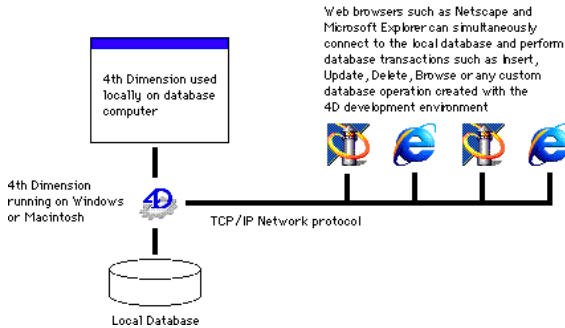 Web browsers such as Netscape and
Microsoft Explorer can simultaneously
connect to the local database and perform
database transactions such as Insert,
Update, Delete, Browse or any custom
database operation created with the
4D development environment
4th Dimension used
locally on database
computer
4th Dimension
running on Windows
or Macintosh
4D
TCP/IP Network protocol
Local Database